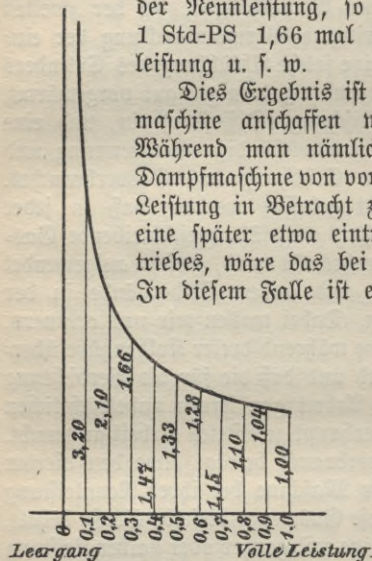 der Nennleistung, so
1 Std-PS 1,66 mal
leistung u. s. w.
Dies Ergebnis ist
maschine anschaffen
Während man nämlic
Dampfmaschine von vor
Leistung in Betracht z
eine später etwa eint
triebes, wäre das bei
In diesem Falle ist e
3,20
2,10
1,66
1,47
1,33
1,28
1,15
1,10
1,04
1,00
0
0,1
0,2
0,3
0,4
0,5
0,6
0,7
0,8
0,9
1,0
Leergang Volle Leistung.